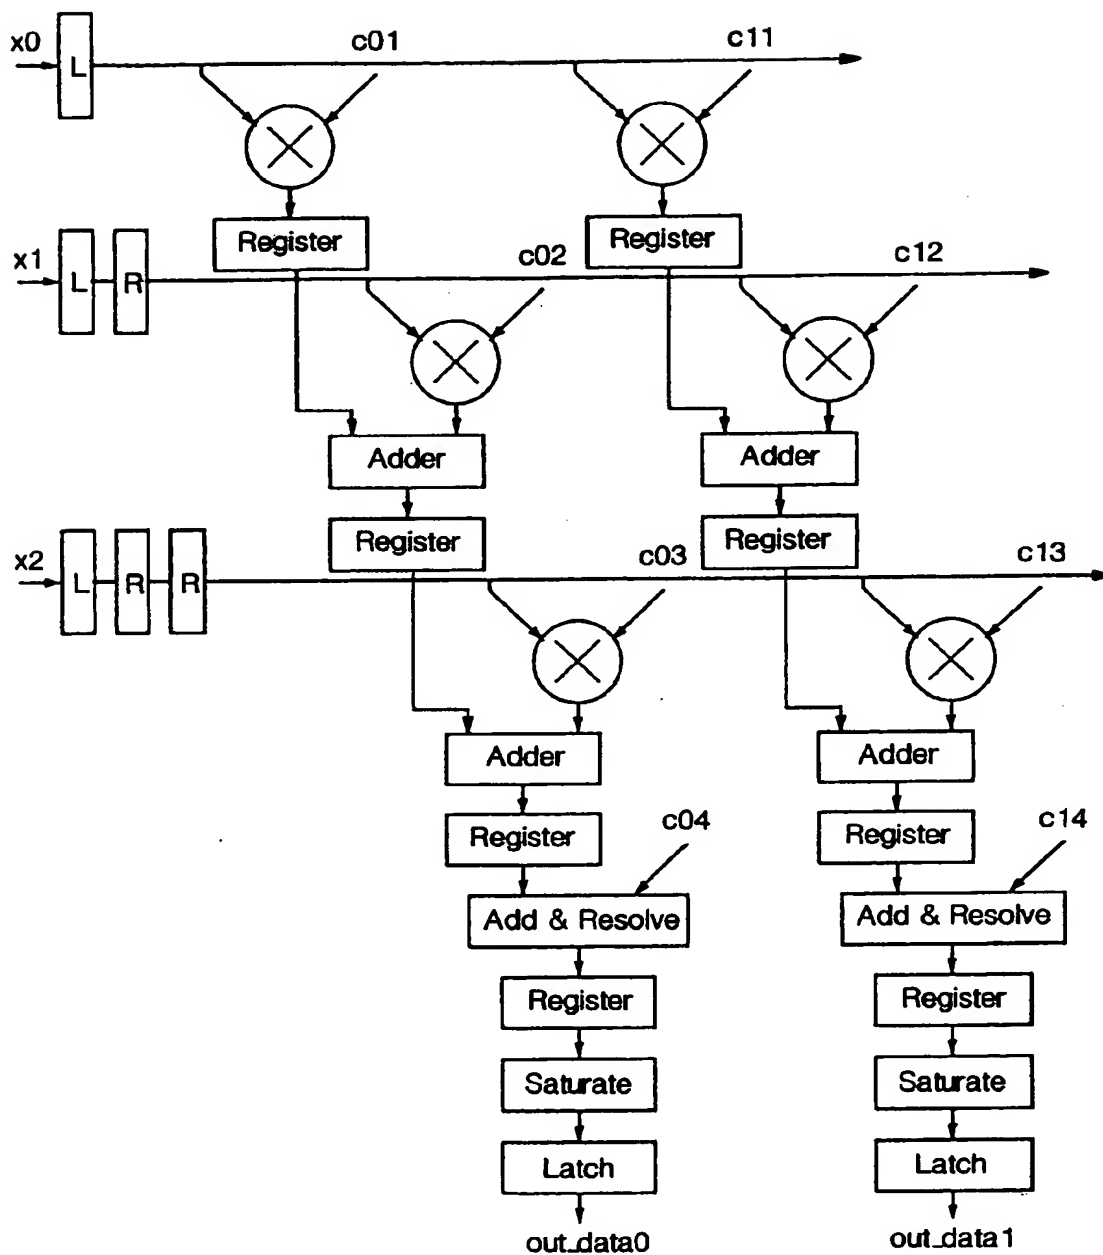 x0
L
c01
c11
Register
Register
x1
L
R
c02
c12
Adder
Adder
Register
Register
x2
L
R
R
c03
c13
Adder
Adder
Register
c04
Register
c14
Add & Resolve
Add & Resolve
Register
Register
Saturate
Saturate
Latch
Latch
out_data0
out_data1